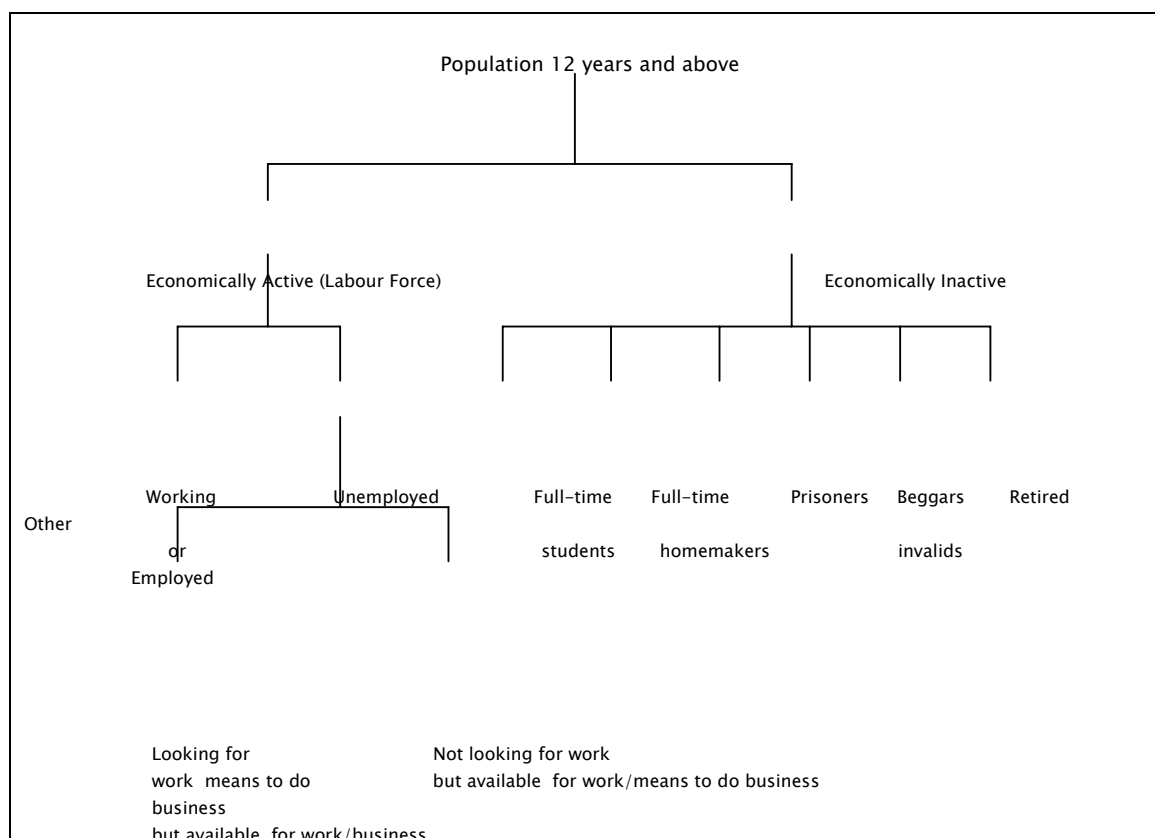 Population 12 years and above
Economically Active (Labour Force) Economically Inactive
Working Unemployed Full-time Full-time Prisoners Beggars Retired
Other
or students homemakers invalids
Employed
Looking for Not looking for work
work means to do but available for work/means to do business
business
but available for work/business